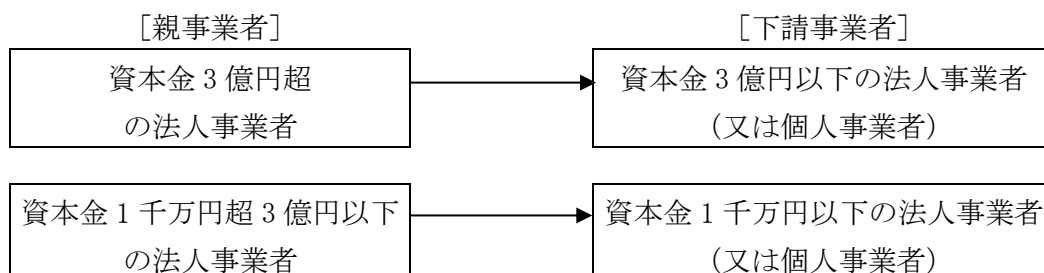 ［親事業者］
［下請事業者］
資本金３億円超
の法人事業者
資本金３億円以下の法人事業者
（又は個人事業者）
資本金１千万円超３億円以下
の法人事業者
資本金１千万円以下の法人事業者
（又は個人事業者）